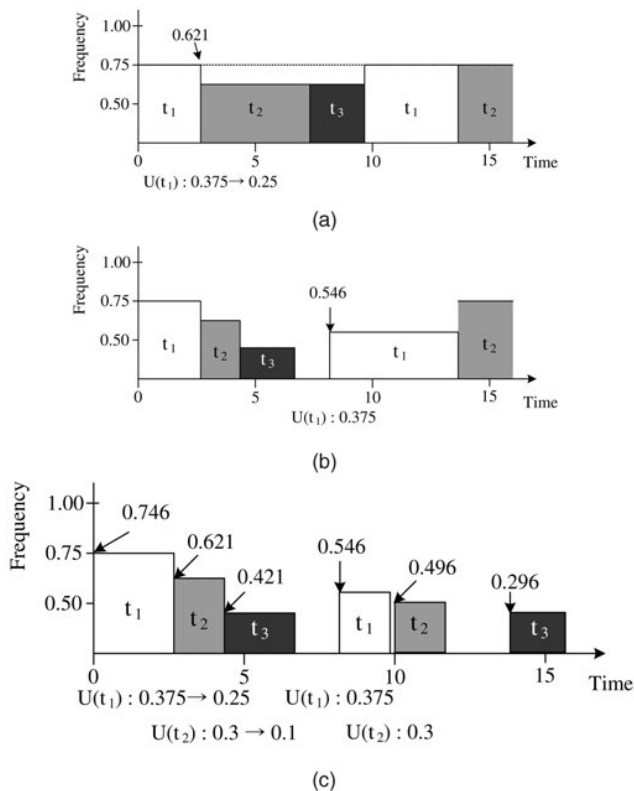 0.621
Frequency
1.00
0.75
0.50
t1
t2
t3
t1
t2
0
5
10
15
Time
U(t1) : 0.375→ 0.25
(a)
Frequency
1.00
0.75
0.50
0.546
t1
t2
t3
t1
t2
0
5
10
15
Time
U(t1) : 0.375
(b)
Frequency
1.00
0.75
0.50
0.746
0.621
0.421
0.546
0.496
0.296
t1
t2
t3
t1
t2
t3
0
5
10
15
Time
U(t1) : 0.375→ 0.25 U(t1) : 0.375
U(t2) : 0.3 → 0.1 U(t2) : 0.3
(c)